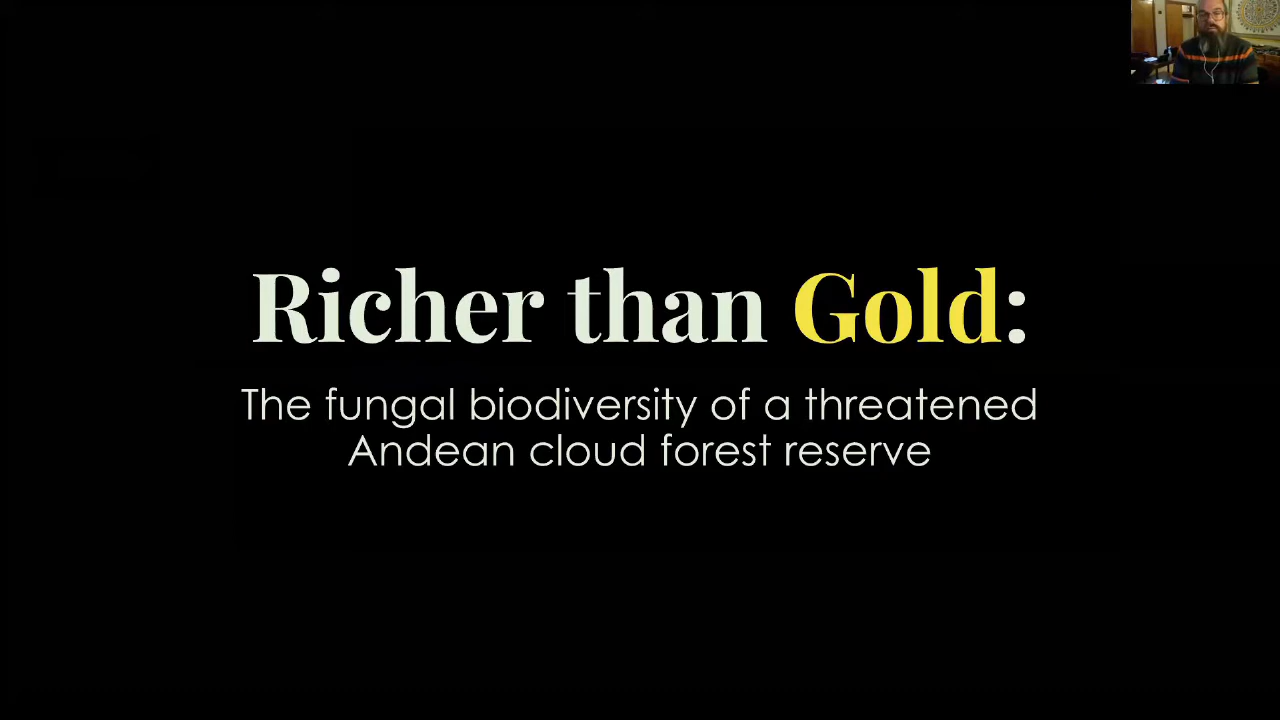 Richer than Gold:
The fungal biodiversity of a threatened
Andean cloud forest reserve